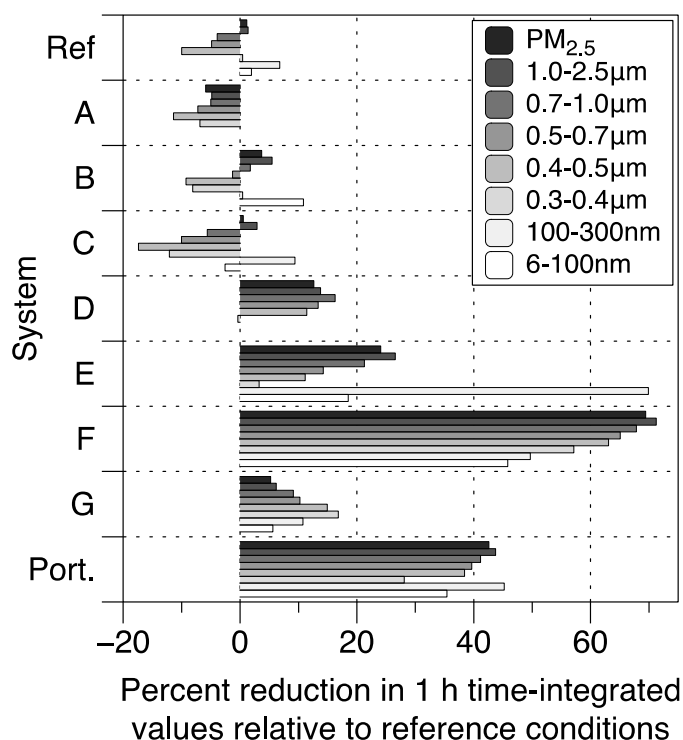 Ref
A
B
C
D
E
F
G
Port.
System
PM2.5
1.0-2.5µm
0.7-1.0µm
0.5-0.7µm
0.4-0.5µm
0.3-0.4µm
100-300nm
6-100nm
−20 0 20 40 60
Percent reduction in 1 h time-integrated
values relative to reference conditions